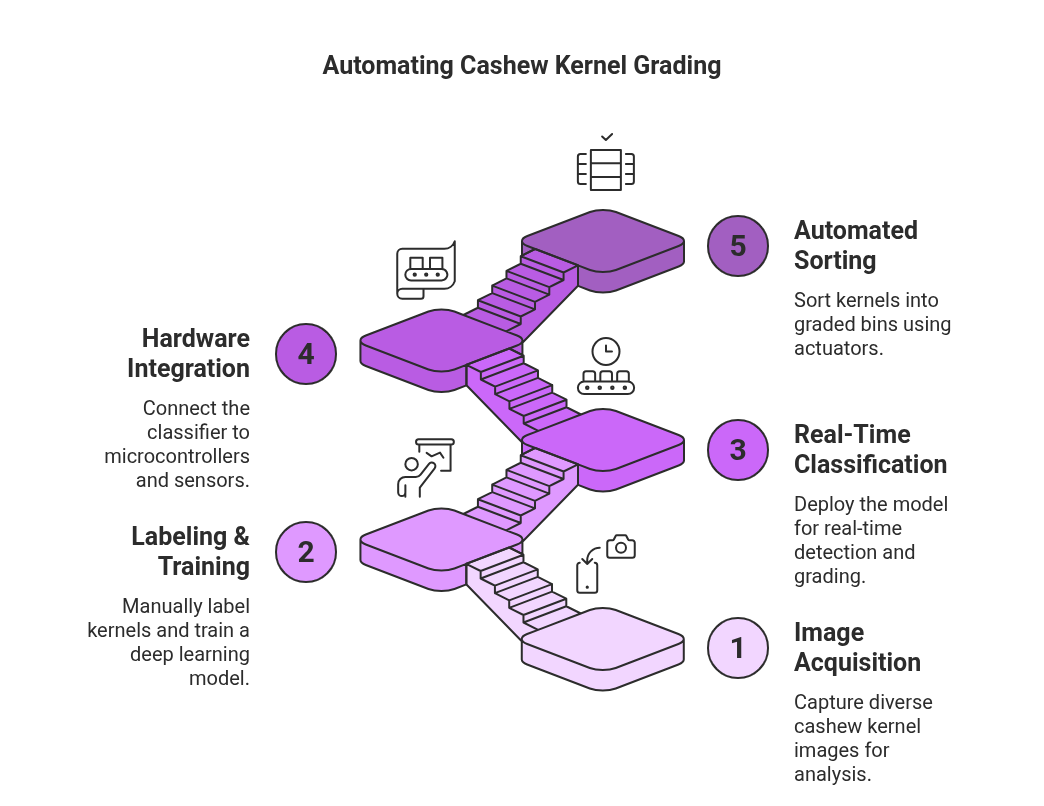 Automating Cashew Kernel Grading
5
Automated
Sorting
Sort kernels into
graded bins using
actuators.
Hardware
Integration
4
Connect the
classifier to
microcontrollers
and sensors.
3
Real-Time
Classification
Deploy the model
for real-time
detection and
grading.
Labeling &
Training
2
Manually label
kernels and train a
deep learning
model.
1
Image
Acquisition
Capture diverse
cashew kernel
images for
analysis.